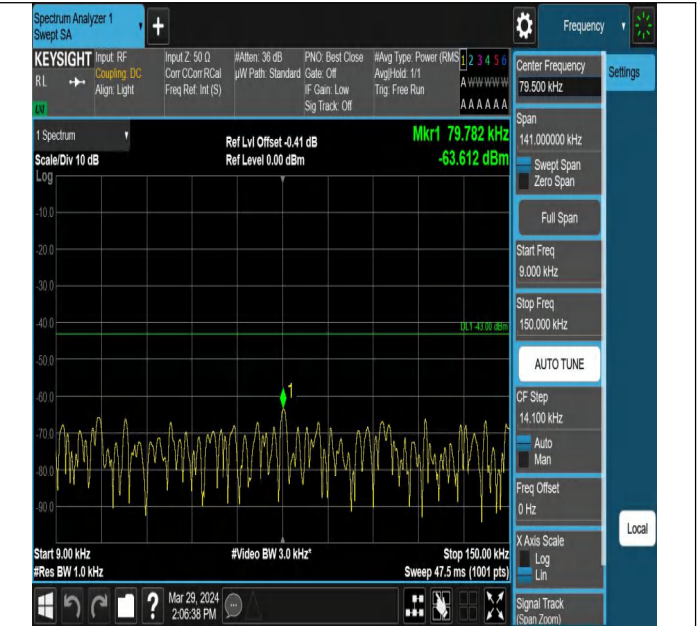 Spectrum Analyzer 1
Swept SA
+
Frequency
KEYSIGHT
RL
LXI
Input: RF
Coupling: DC
Align: Light
Input Z: 50 Ω
Corr CCorr RCal
Freq Ref: Int (S)
#Atten: 36 dB
µW Path: Standard
PNO: Best Close
Gate: Off
IF Gain: Low
Sig Track: Off
#Avg Type: Power (RMS
Avg|Hold: 1/1
Trig: Free Run
1 2 3 4 5 6
A W W W W W
A A A A A A
Center Frequency
79.500 kHz
Settings
Span
141.000000 kHz
Swept Span
Zero Span
Full Span
Start Freq
9.000 kHz
Stop Freq
150.000 kHz
AUTO TUNE
CF Step
14.100 kHz
Auto
Man
Freq Offset
0 Hz
X Axis Scale
Log
Lin
Signal Track
(Span Zoom)
Local
1 Spectrum
Scale/Div 10 dB
Log
Ref Lvl Offset -0.41 dB
Ref Level 0.00 dBm
Mkr1 79.782 kHz
-63.612 dBm
-10.0
-20.0
-30.0
-40.0
DL1 -43.00 dBm
-50.0
-60.0
1
-70.0
-80.0
-90.0
Start 9.00 kHz
#Res BW 1.0 kHz
#Video BW 3.0 kHz*
Stop 150.00 kHz
Sweep 47.5 ms (1001 pts)
?
Mar 29, 2024
2:06:38 PM